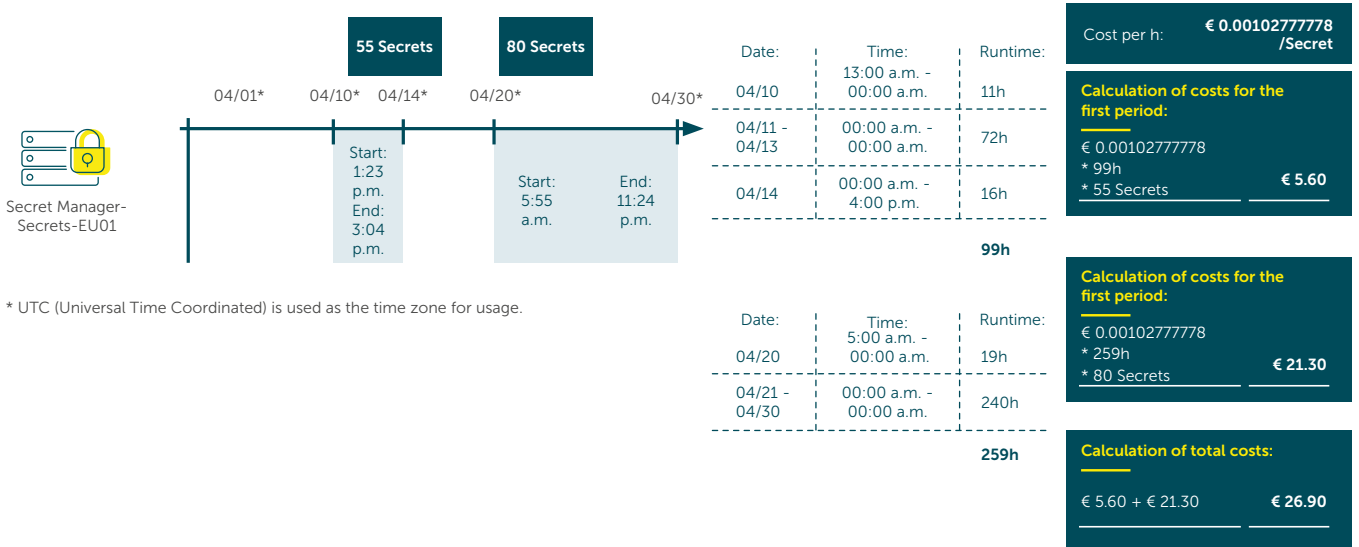 55 Secrets
80 Secrets
04/01*
04/10*
04/14*
04/20*
04/30*
Secret Manager-
Secrets-EU01
Start:
1:23
p.m.
End:
3:04
p.m.
Start:
5:55
a.m.
End:
11:24
p.m.
* UTC (Universal Time Coordinated) is used as the time zone for usage.
Date:
Time:
Runtime:
04/10
13:00 a.m. -
00:00 a.m.
11h
04/11 -
04/13
00:00 a.m. -
00:00 a.m.
72h
04/14
00:00 a.m. -
4:00 p.m.
16h
99h
Date:
Time:
Runtime:
04/20
5:00 a.m. -
00:00 a.m.
19h
04/21 -
04/30
00:00 a.m. -
00:00 a.m.
240h
259h
Cost per h:
€ 0.00102777778
/Secret
Calculation of costs for the
first period:
€ 0.00102777778
* 99h
* 55 Secrets
€ 5.60
Calculation of costs for the
first period:
€ 0.00102777778
* 259h
* 80 Secrets
€ 21.30
Calculation of total costs:
€ 5.60 + € 21.30
€ 26.90